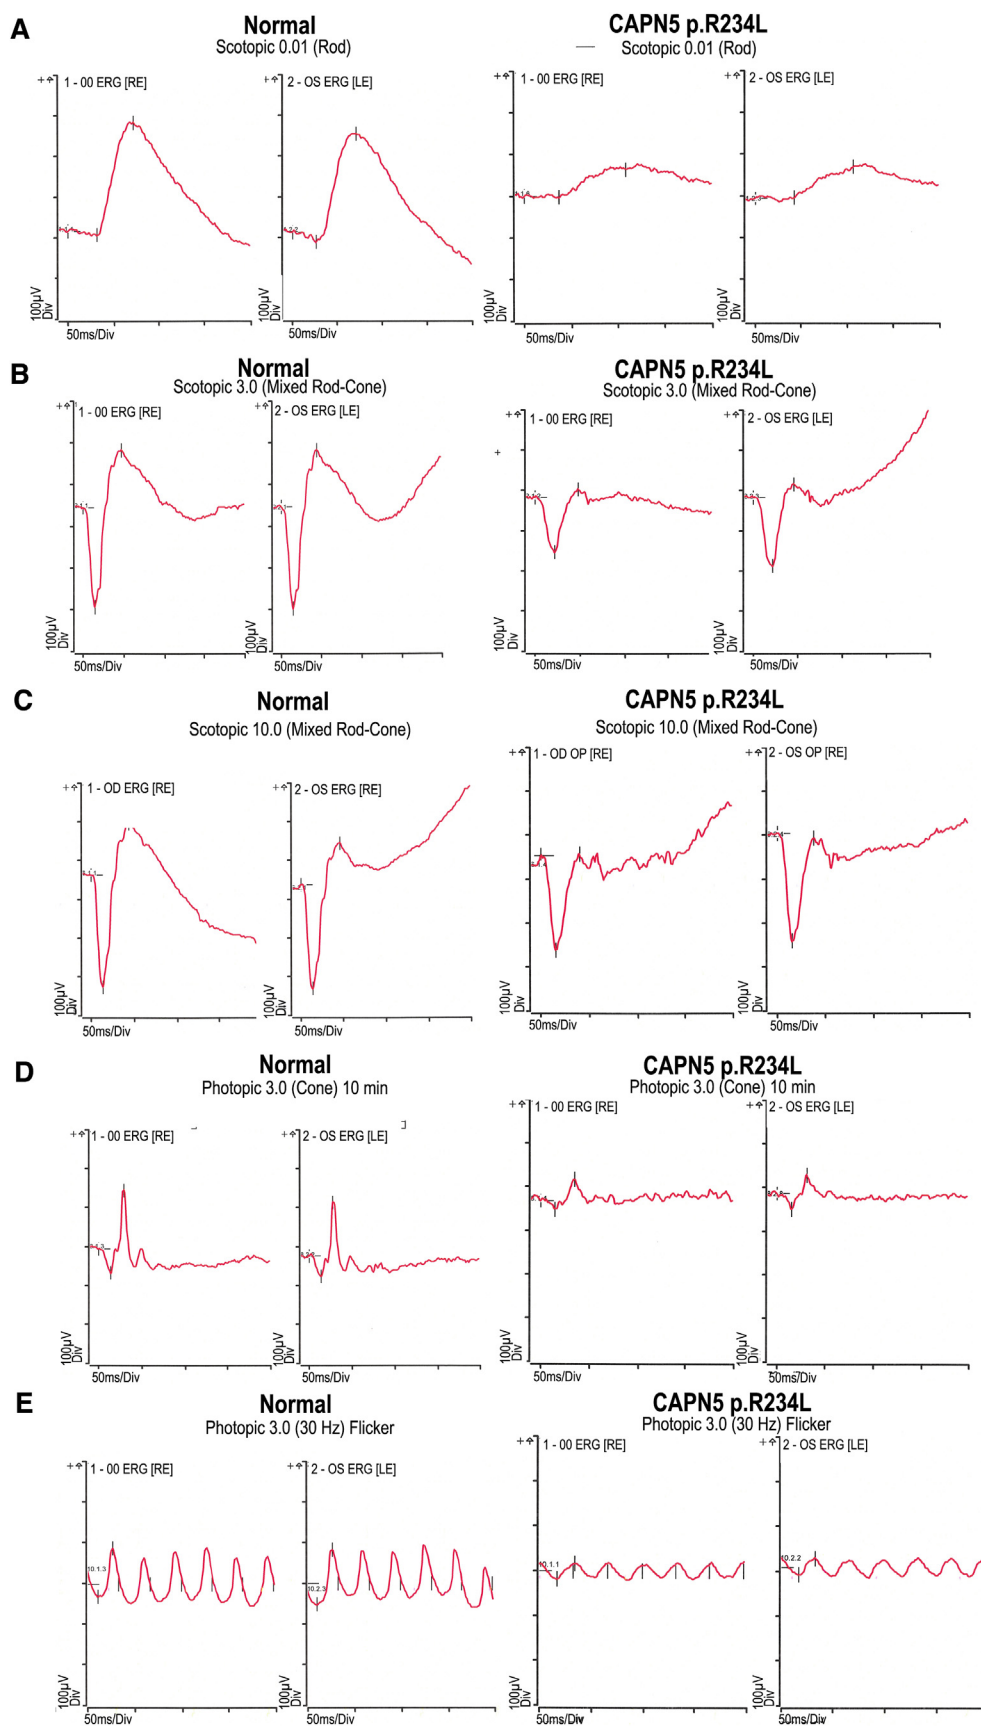 A
Normal
Scotopic 0.01 (Rod)
CAPN5 p.R234L
Scotopic 0.01 (Rod)
1 - 00 ERG [RE]
2 - OS ERG [LE]
1 - 00 ERG [RE]
2 - OS ERG [LE]
100µV
Div
50ms/Div
100µV
Div
50ms/Div
100µV
Div
50ms/Div
100µV
Div
50ms/Div
B
Normal
Scotopic 3.0 (Mixed Rod-Cone)
CAPN5 p.R234L
Scotopic 3.0 (Mixed Rod-Cone)
1 - 00 ERG [RE]
2 - OS ERG [LE]
1 - 00 ERG [RE]
2 - OS ERG [LE]
100µV
Div
50ms/Div
100µV
Div
50ms/Div
100µV
Div
50ms/Div
100µV
Div
50ms/Div
C
Normal
Scotopic 10.0 (Mixed Rod-Cone)
CAPN5 p.R234L
Scotopic 10.0 (Mixed Rod-Cone)
1 - OD ERG [RE]
2 - OS ERG [RE]
1 - OD OP [RE]
2 - OS OP [RE]
100µV
Div
50ms/Div
100µV
Div
50ms/Div
100µV
Div
50ms/Div
100µV
Div
50ms/Div
D
Normal
Photopic 3.0 (Cone) 10 min
CAPN5 p.R234L
Photopic 3.0 (Cone) 10 min
1 - 00 ERG [RE]
2 - OS ERG [LE]
1 - 00 ERG [RE]
2 - OS ERG [LE]
100µV
Div
50ms/Div
100µV
Div
50ms/Div
100µV
Div
50ms/Div
100µV
Div
50ms/Div
E
Normal
Photopic 3.0 (30 Hz) Flicker
CAPN5 p.R234L
Photopic 3.0 (30 Hz) Flicker
1 - 00 ERG [RE]
2 - OS ERG [LE]
1 - 00 ERG [RE]
2 - OS ERG [LE]
10.1.3
10.2.3
10.1.1
10.2.2
100µV
Div
50ms/Div
100µV
Div
50ms/Div
100µV
Div
50ms/Div
100µV
Div
50ms/Div